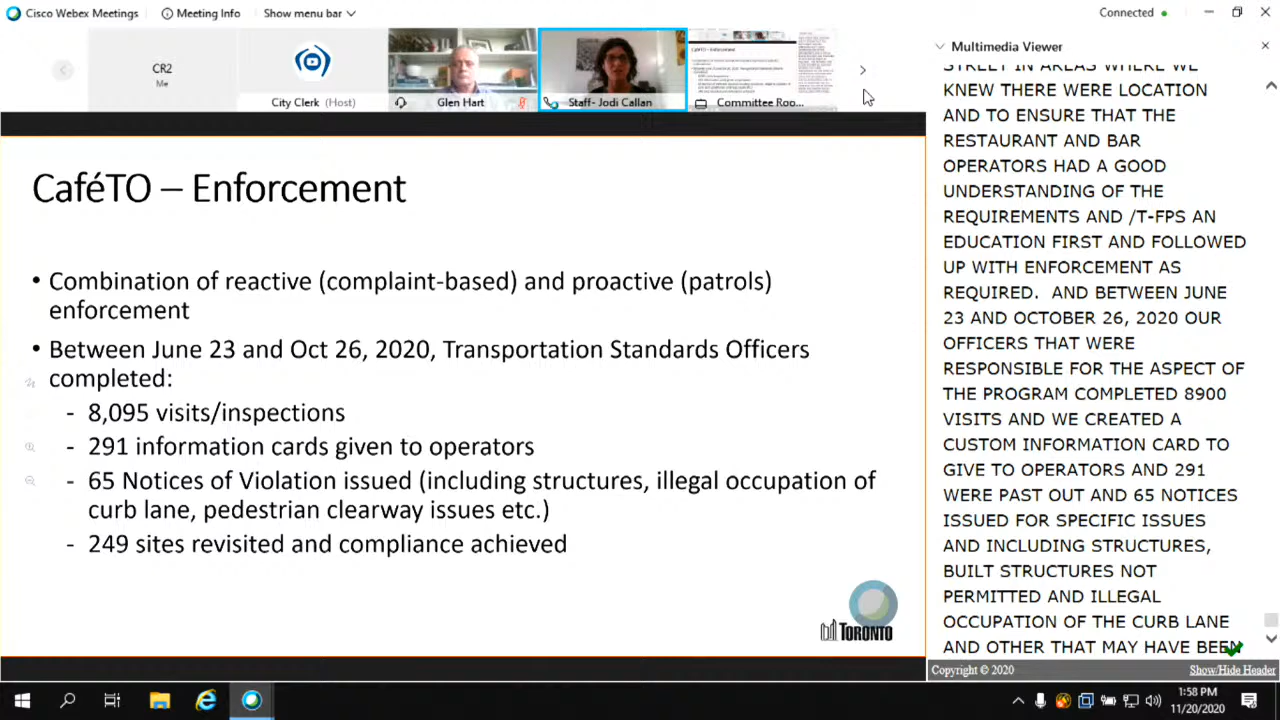 Cisco Webex Meetings
Meeting Info
Show menu bar
Connected
CR2
Me
City Clerk (Host)
Glen Hart
Staff- Jodi Callan
Committee Roo...
CaféTO – Enforcement
• Combination of reactive (complaint-based) and proactive (patrols)
enforcement
• Between June 23 and Oct 26, 2020, Transportation Standards Officers
completed:
- 8,095 visits/inspections
- 291 information cards given to operators
- 65 Notices of Violation issued (including structures, illegal occupation of
curb lane, pedestrian clearway issues etc.)
- 249 sites revisited and compliance achieved
TORONTO
Multimedia Viewer
KNEW THERE WERE LOCATION
AND TO ENSURE THAT THE
RESTAURANT AND BAR
OPERATORS HAD A GOOD
UNDERSTANDING OF THE
REQUIREMENTS AND /T-FPS AN
EDUCATION FIRST AND FOLLOWED
UP WITH ENFORCEMENT AS
REQUIRED. AND BETWEEN JUNE
23 AND OCTOBER 26, 2020 OUR
OFFICERS THAT WERE
RESPONSIBLE FOR THE ASPECT OF
THE PROGRAM COMPLETED 8900
VISITS AND WE CREATED A
CUSTOM INFORMATION CARD TO
GIVE TO OPERATORS AND 291
WERE PAST OUT AND 65 NOTICES
ISSUED FOR SPECIFIC ISSUES
AND INCLUDING STRUCTURES,
BUILT STRUCTURES NOT
PERMITTED AND ILLEGAL
OCCUPATION OF THE CURB LANE
AND OTHER THAT MAY HAVE BEEN
Copyright © 2020
Show/Hide Header
1:58 PM
11/20/2020